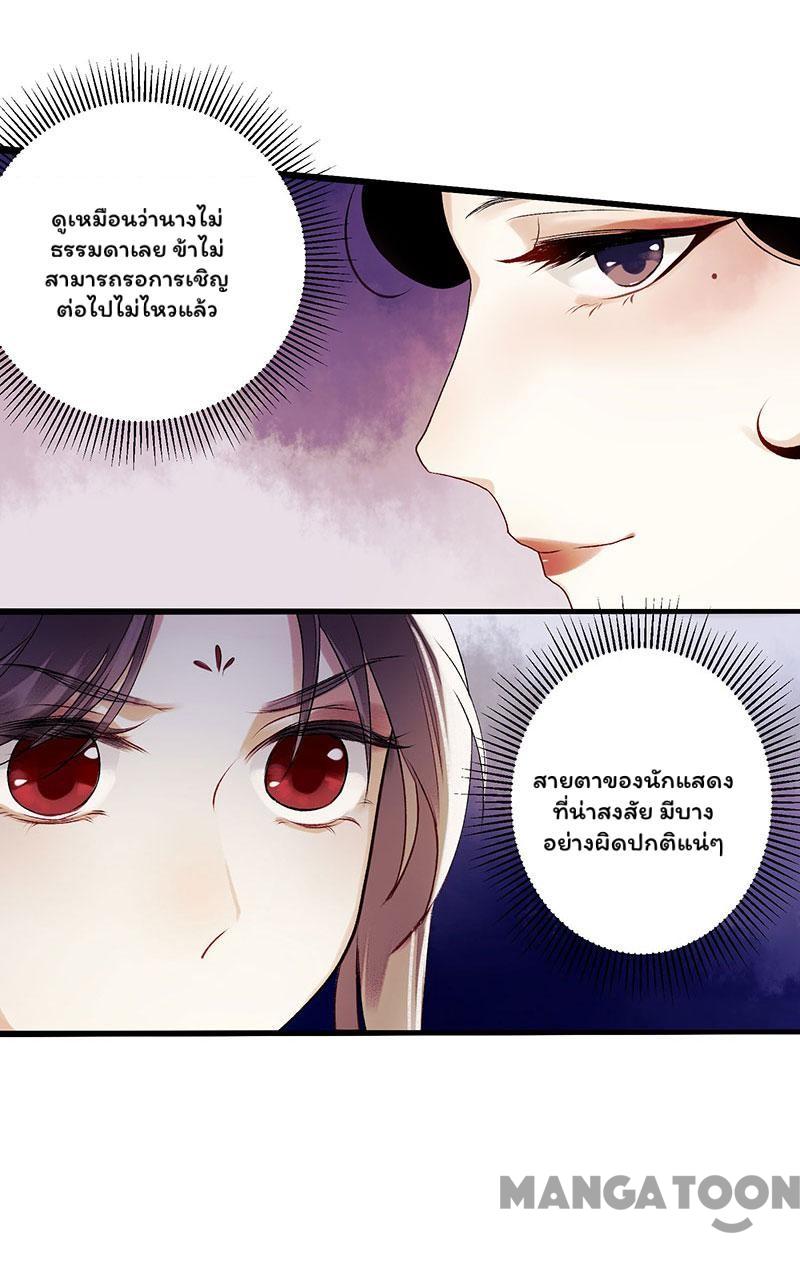 ดูเหมือนว่านางไม่
ธรรมดาเลย ข้าไม่
สามารถรอการเชิญ
ต่อไปไม่ไหวแล้ว
สายตาของนักแสดง
ที่น่าสงสัย มีบาง
อย่างผิดปกติแน่ๆ
MANGATOON